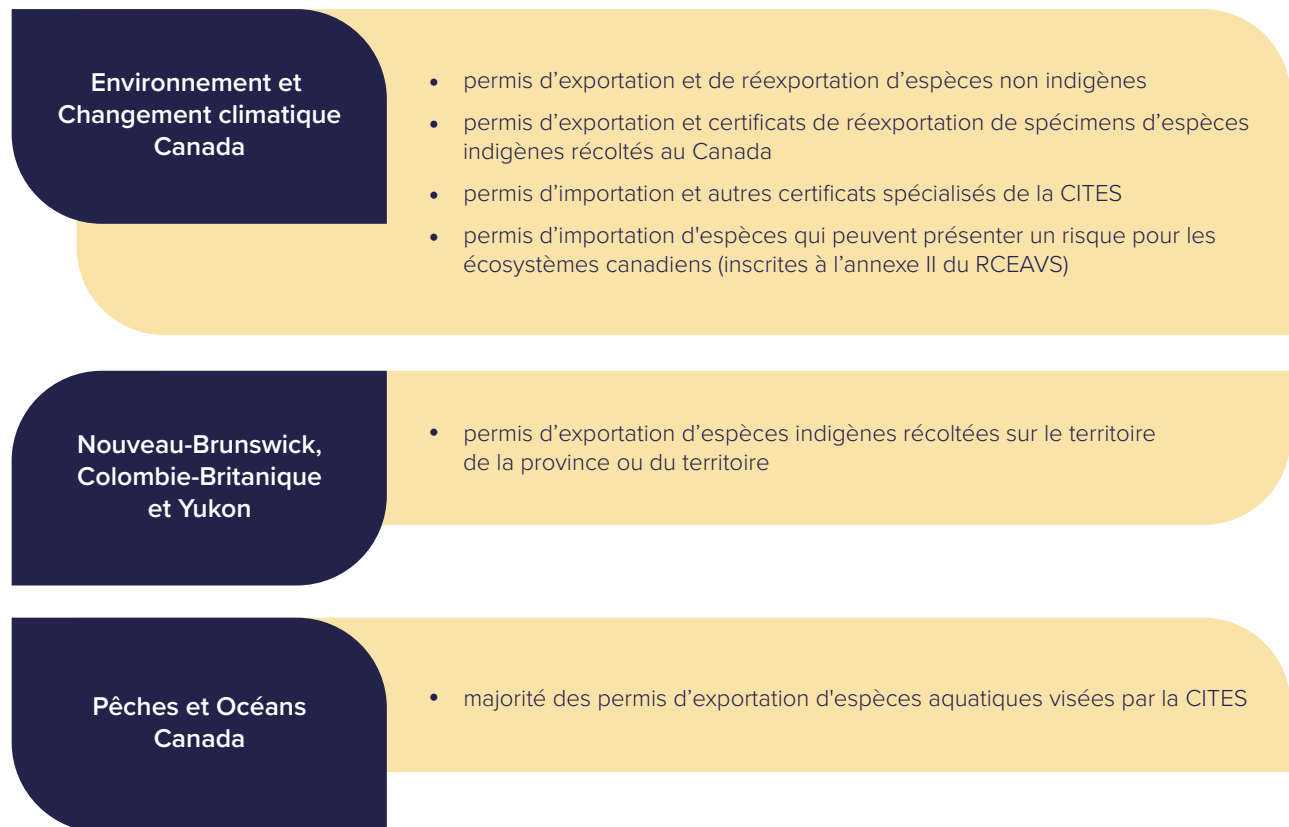 Environnement et
Changement climatique
Canada
• permis d’exportation et de réexportation d’espèces non indigènes
• permis d’exportation et certificats de réexportation de spécimens d’espèces
indigènes récoltés au Canada
• permis d’importation et autres certificats spécialisés de la CITES
• permis d’importation d'espèces qui peuvent présenter un risque pour les
écosystèmes canadiens (inscrites à l’annexe II du RCEAVS)
Nouveau-Brunswick,
Colombie-Britanique
et Yukon
• permis d’exportation d’espèces indigènes récoltées sur le territoire
de la province ou du territoire
Pêches et Océans
Canada
• majorité des permis d’exportation d'espèces aquatiques visées par la CITES